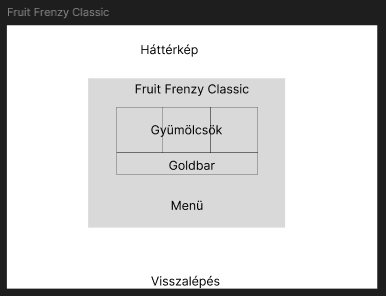 Fruit Frenzy Classic
Háttérkép
Fruit Frenzy Classic
Gyümölcsök
Goldbar
Menü
Visszalépés